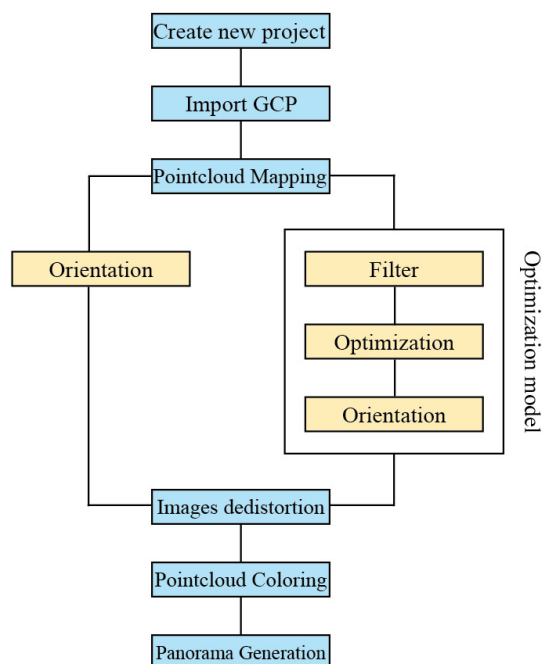 Create new project
Import GCP
Pointcloud Mapping
Orientation
Filter
Optimization
Orientation
Optimization model
Images dedistortion
Pointcloud Coloring
Panorama Generation